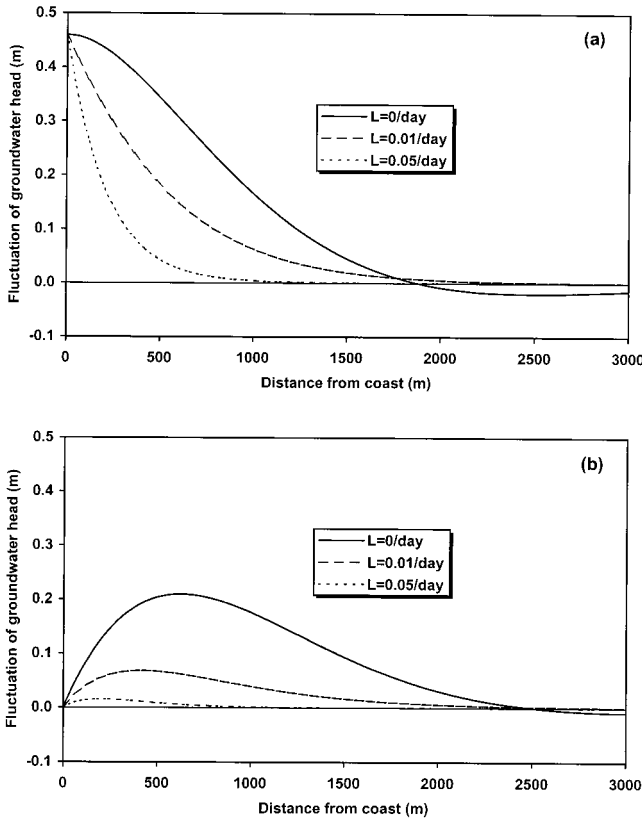 0.5
(a)
0.4
0.3
0.2
0.1
0.0
-0.1
Fluctuation of groundwater head (m)
L=0/day
L=0.01/day
L=0.05/day
0 500 1000 1500 2000 2500 3000
Distance from coast (m)
0.5
(b)
0.4
0.3
0.2
0.1
0.0
-0.1
Fluctuation of groundwater head (m)
L=0/day
L=0.01/day
L=0.05/day
0 500 1000 1500 2000 2500 3000
Distance from coast (m)